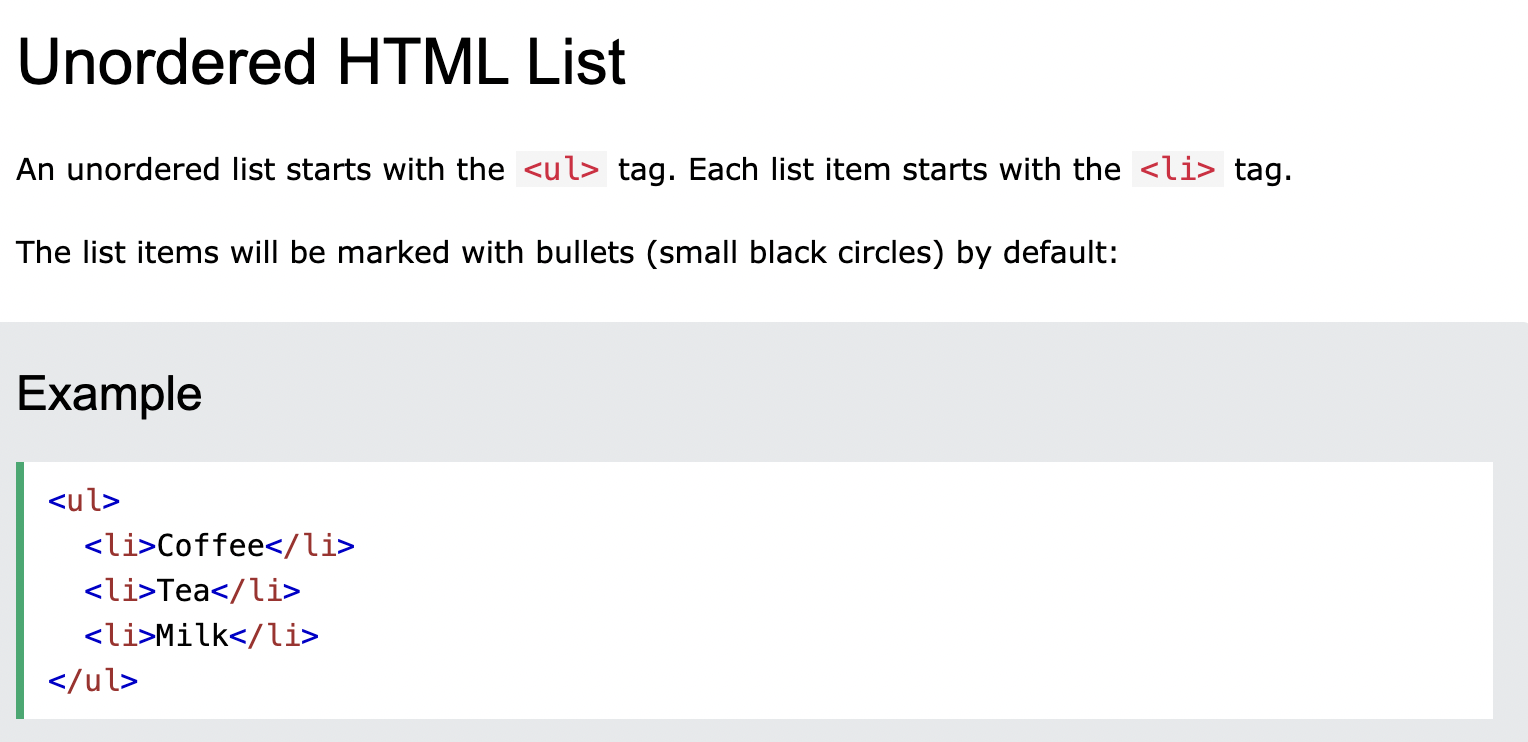 Unordered HTML List
An unordered list starts with the <ul> tag. Each list item starts with the <li> tag.
The list items will be marked with bullets (small black circles) by default:
Example
<ul>
  <li>Coffee</li>
  <li>Tea</li>
  <li>Milk</li>
</ul>